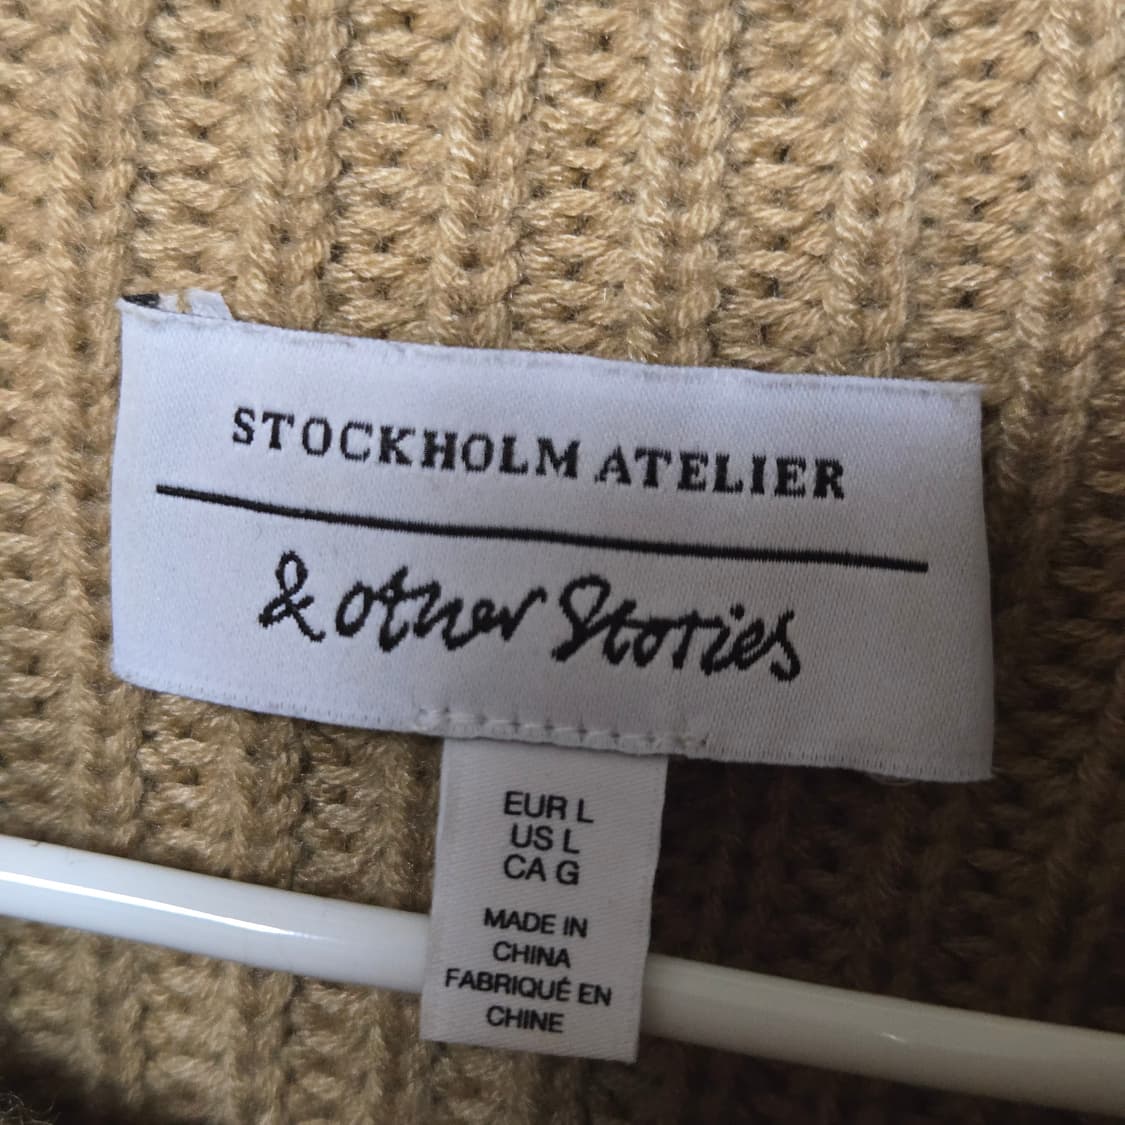 STOCKHOLM ATELIER
& other Stories
EUR L
US L
CA G
MADE IN
CHINA
FABRIQUÉ EN
CHINE